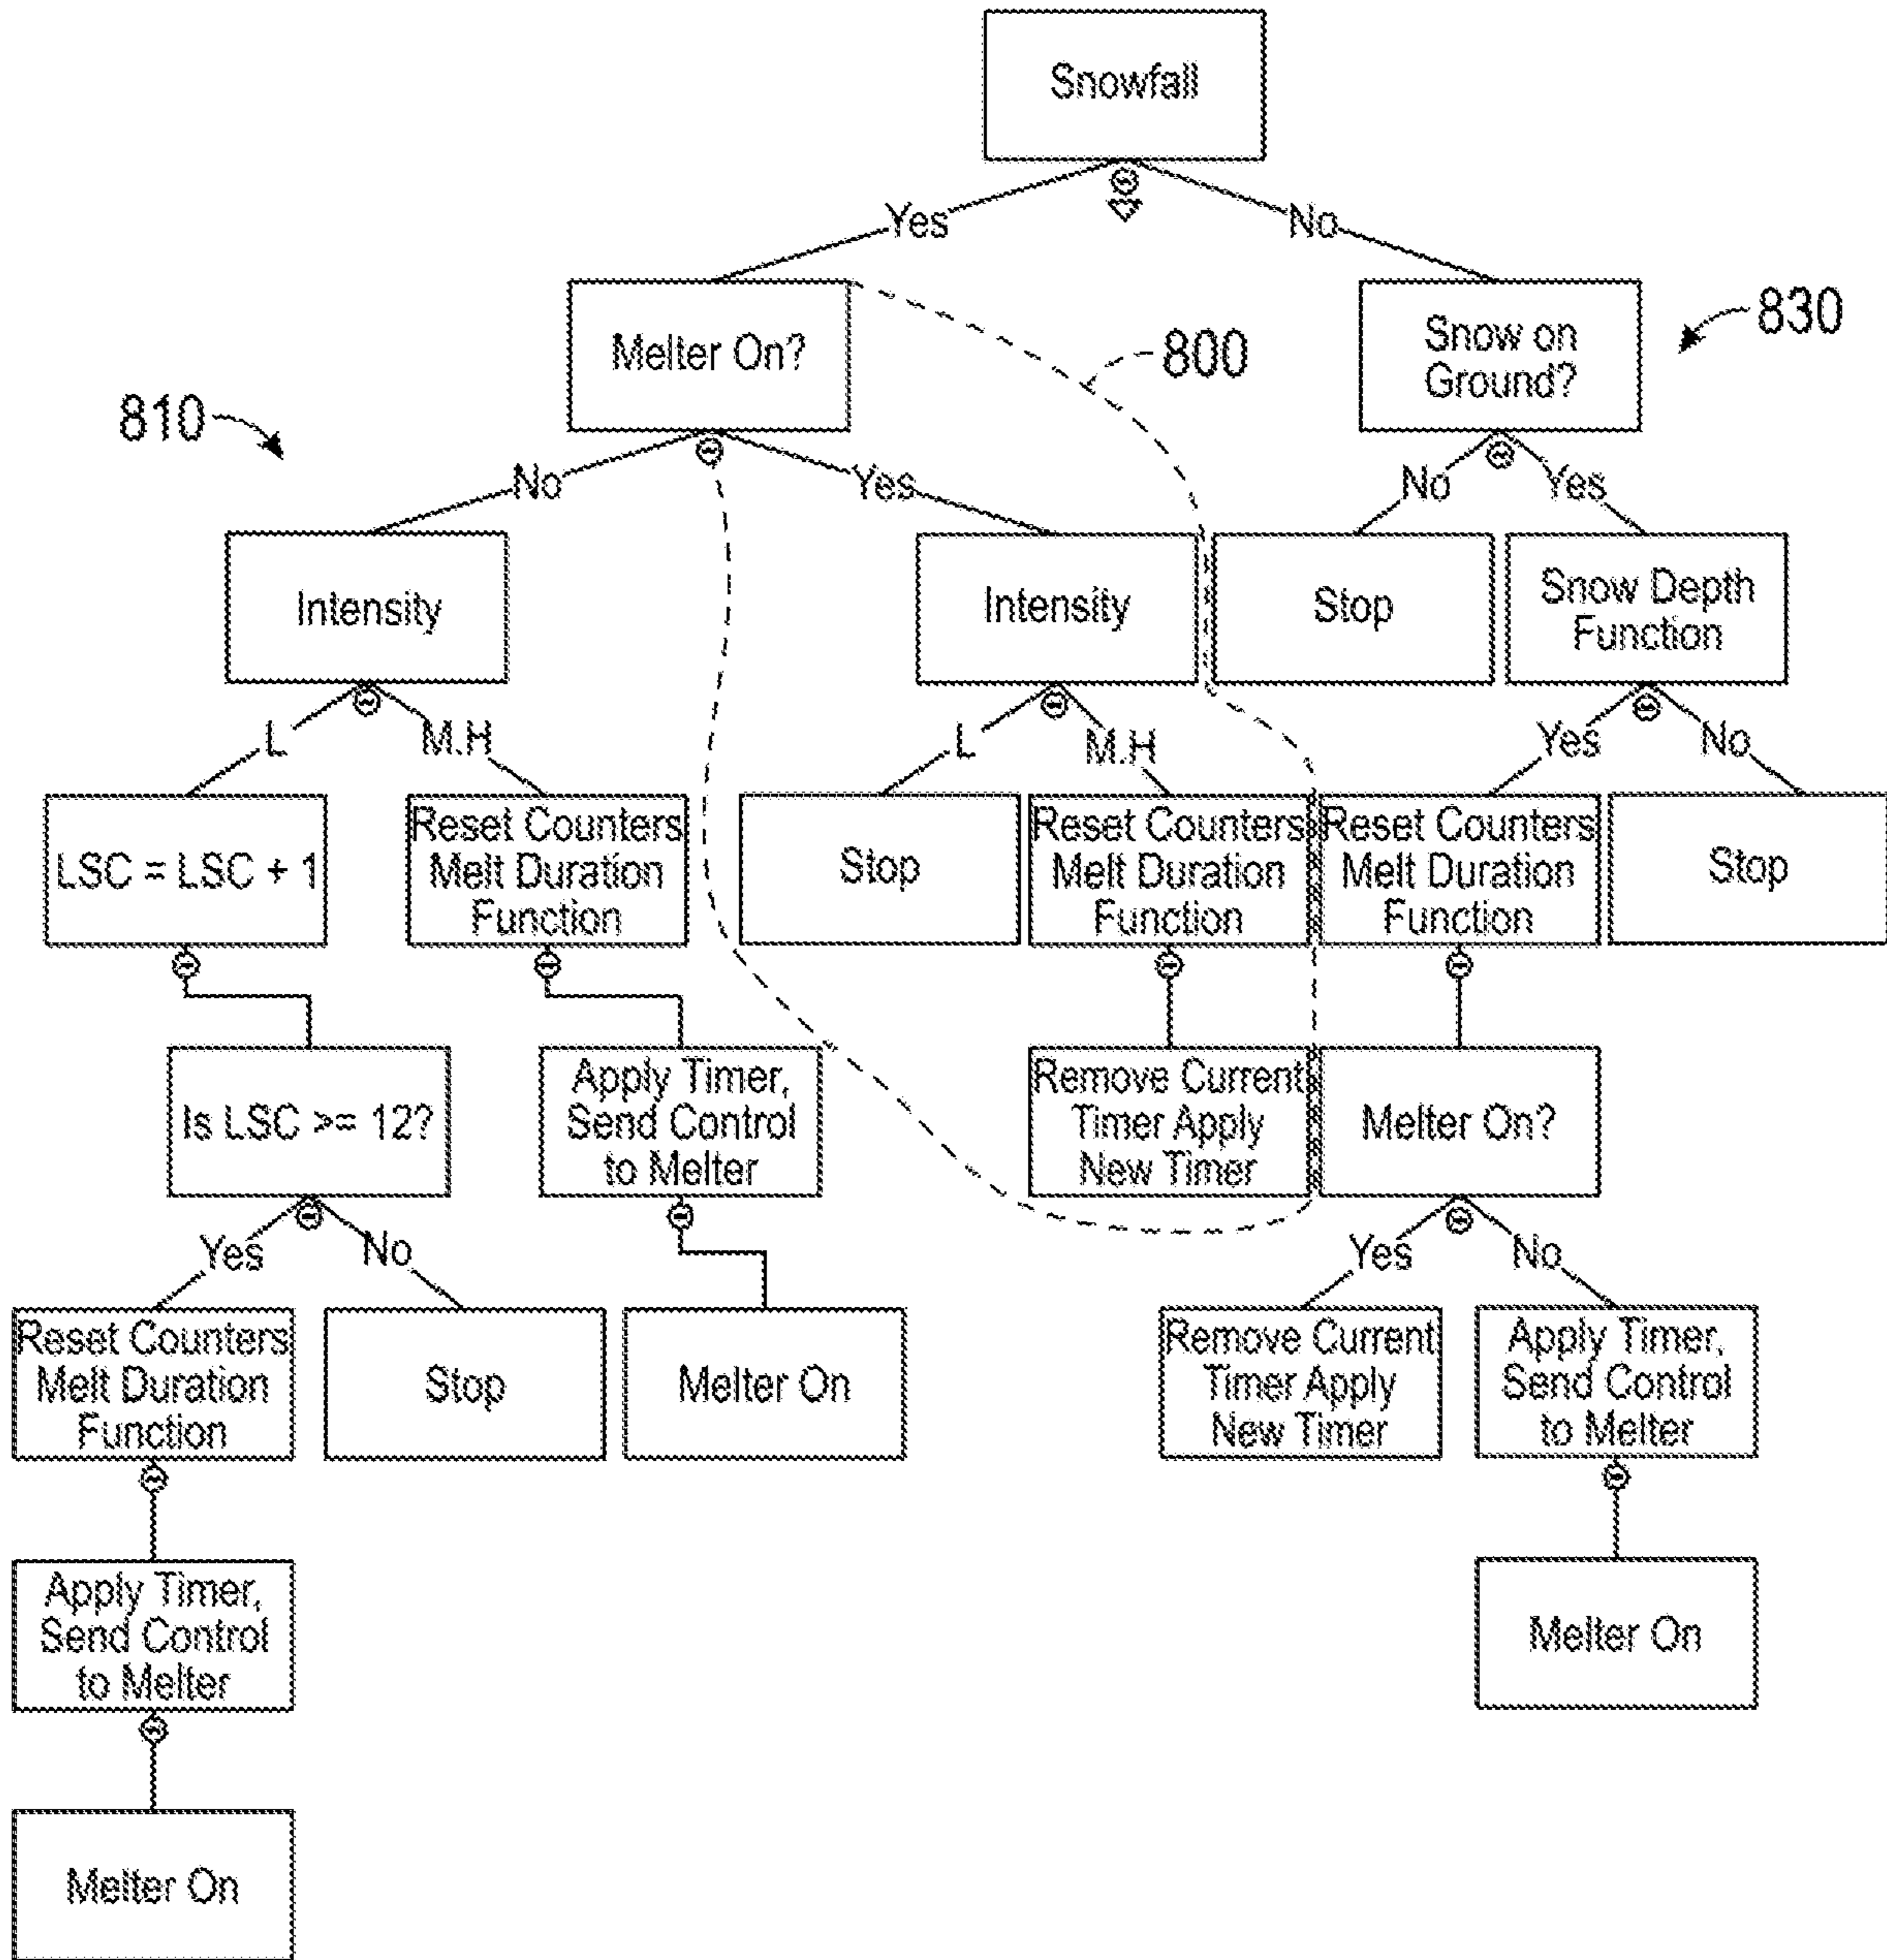 Snowfall
Yes
No
Melter On?
800
Snow on
Ground?
830
810
No
Yes
No
Yes
Intensity
Intensity
Stop
Snow Depth
Function
L
M.H
L
M.H
Yes
No
LSC = LSC + 1
Reset Counters
Melt Duration
Function
Stop
Reset Counters
Melt Duration
Function
Reset Counters
Melt Duration
Function
Stop
Is LSC >= 12?
Apply Timer,
Send Control
to Melter
Remove Current
Timer Apply
New Timer
Melter On?
Yes
No
Yes
No
Reset Counters
Melt Duration
Function
Stop
Melter On
Remove Current
Timer Apply
New Timer
Apply Timer,
Send Control
to Melter
Apply Timer,
Send Control
to Melter
Melter On
Melter On